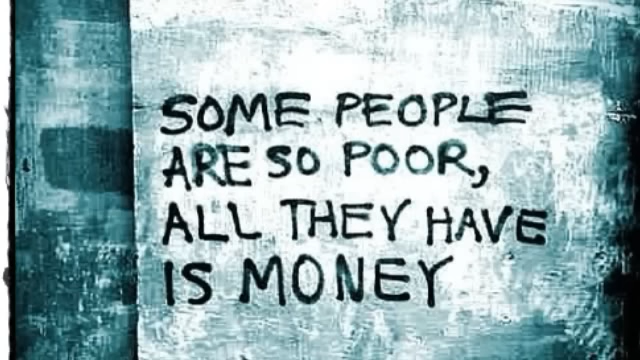 SOME PEOPLE
ARE SO POOR,
ALL THEY HAVE
IS MONEY